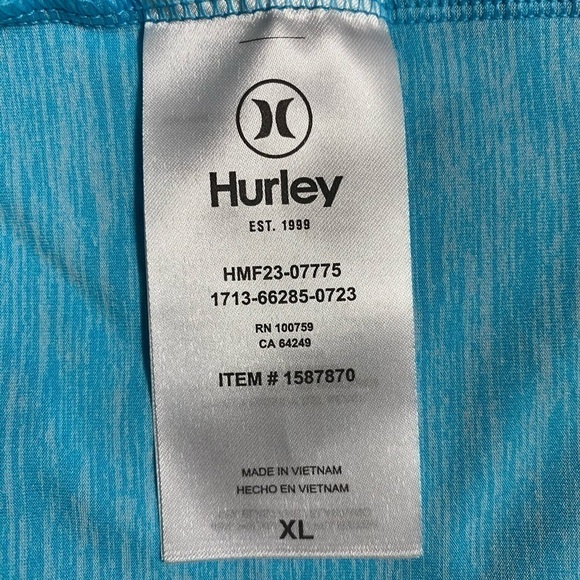 Hurley
EST. 1999
HMF23-07775
1713-66285-0723
RN 100759
CA 64249
ITEM # 1587870
MADE IN VIETNAM
HECHO EN VIETNAM
XL